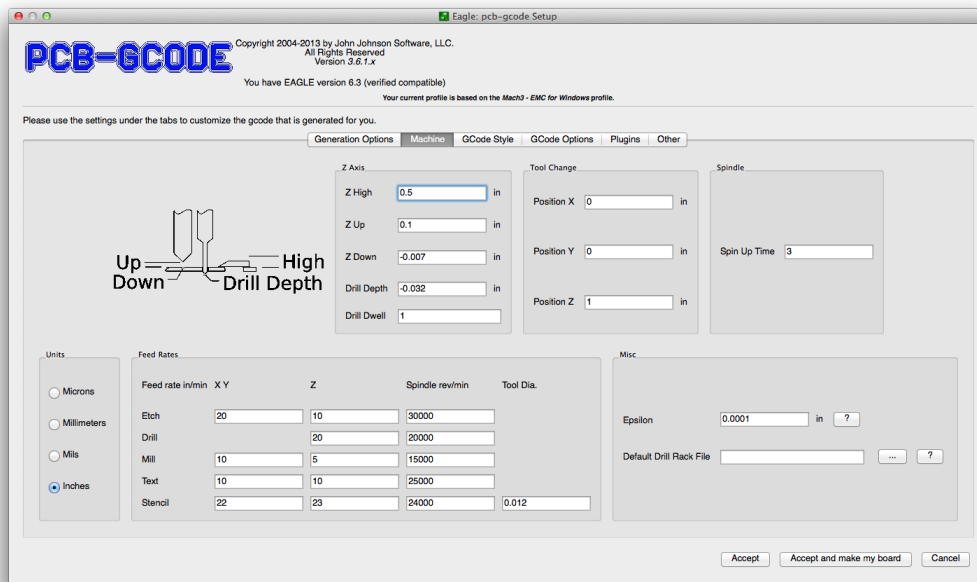 Eagle: pcb-gcode Setup
PCB-GCODE
Copyright 2004-2013 by John Johnson Software, LLC.
All Rights Reserved
Version 3.6.1.x
You have EAGLE version 6.3 (verified compatible)
Your current profile is based on the Mach3 - EMC for Windows profile.
Please use the settings under the tabs to customize the gcode that is generated for you.
Generation Options Machine GCode Style GCode Options Plugins Other
Up
Down
High
Drill Depth
Z Axis
Z High 0.5 in
Z Up 0.1 in
Z Down -0.007 in
Drill Depth -0.032 in
Drill Dwell 1
Tool Change
Position X 0 in
Position Y 0 in
Position Z 1 in
Spindle
Spin Up Time 3
Units
Microns
Millimeters
Mils
Inches
Feed Rates
Feed rate in/min X Y Z Spindle rev/min Tool Dia.
Etch 20 10 30000
Drill 20 20000
Mill 10 5 15000
Text 10 10 25000
Stencil 22 23 24000 0.012
Misc
Epsilon 0.0001 in ?
Default Drill Rack File ... ?
Accept Accept and make my board Cancel